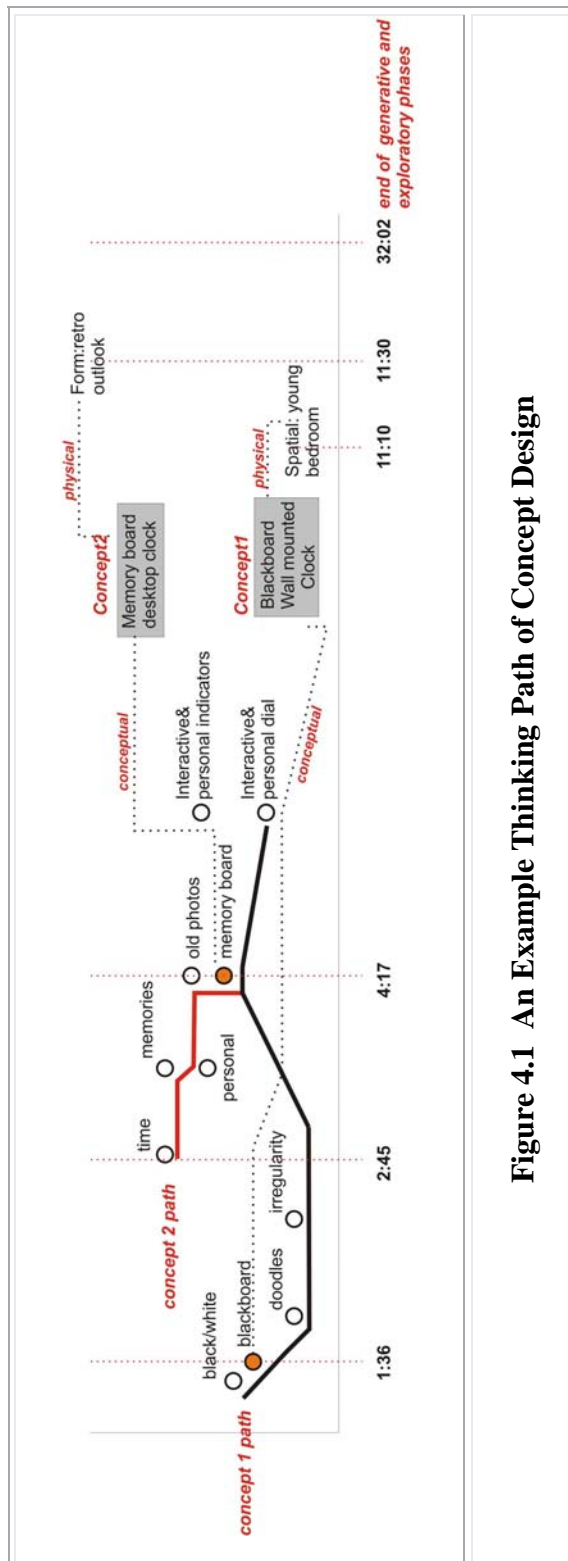 concept 1 path
black/white
blackboard
doodles
irregularity
concept 2 path
time
memories
personal
old photos
memory board
Interactive&
personal indicators
Interactive&
personal dial
conceptual
conceptual
Concept2
Memory board
desktop clock
physical
Form:retro
outlook
Concept1
Blackboard
Wall mounted
Clock
physical
Spatial: young
bedroom
1:36
2:45
4:17
11:10
11:30
32:02
end of generative and
exploratory phases
Figure 4.1 An Example Thinking Path of Concept Design